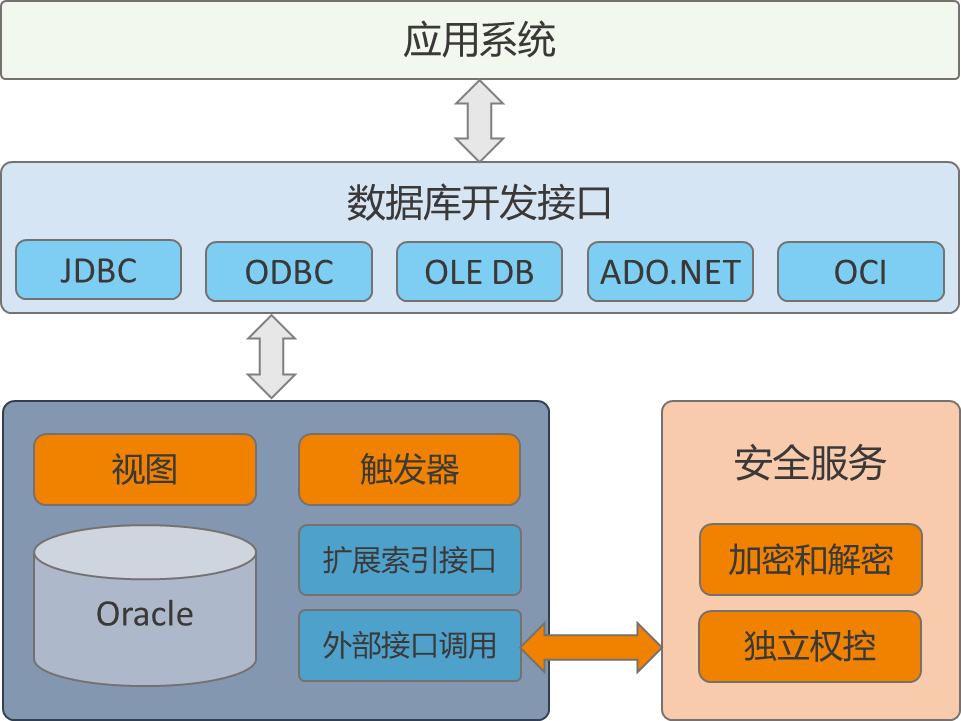 应用系统
数据库开发接口
JDBC
ODBC
OLE DB
ADO.NET
OCI
视图
触发器
扩展索引接口
Oracle
外部接口调用
安全服务
加密和解密
独立权控